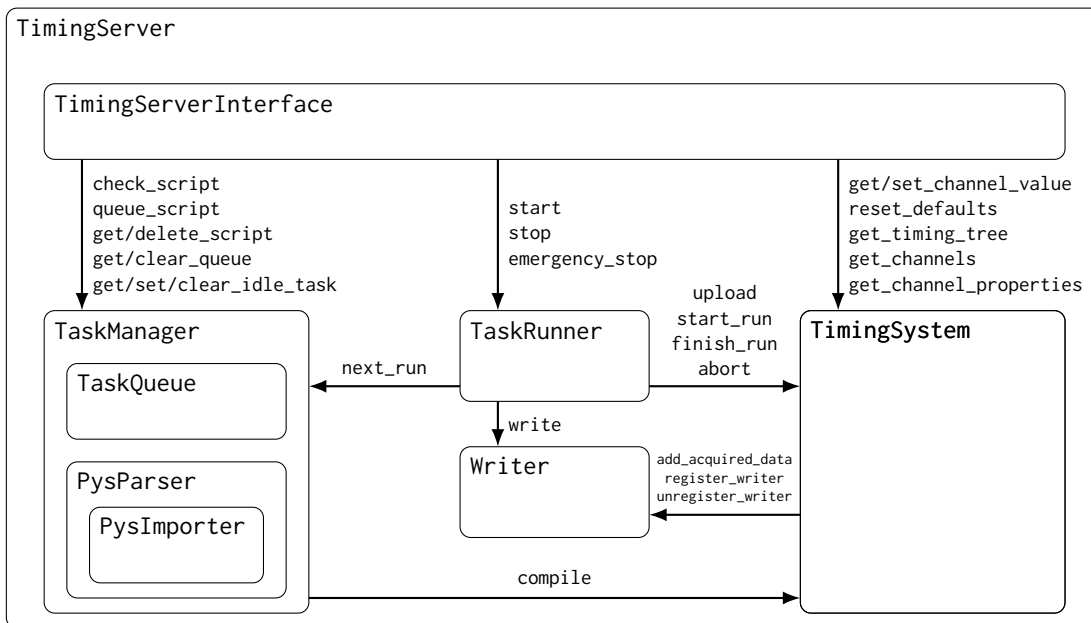 TimingServer
TimingServerInterface
check_script
queue_script
get/delete_script
get/clear_queue
get/set/clear_idle_task
start
stop
emergency_stop
get/set_channel_value
reset_defaults
get_timing_tree
get_channels
get_channel_properties
TaskManager
TaskQueue
PysParser
PysImporter
next_run
TaskRunner
upload
start_run
finish_run
abort
TimingSystem
write
Writer
add_acquired_data
register_writer
unregister_writer
compile